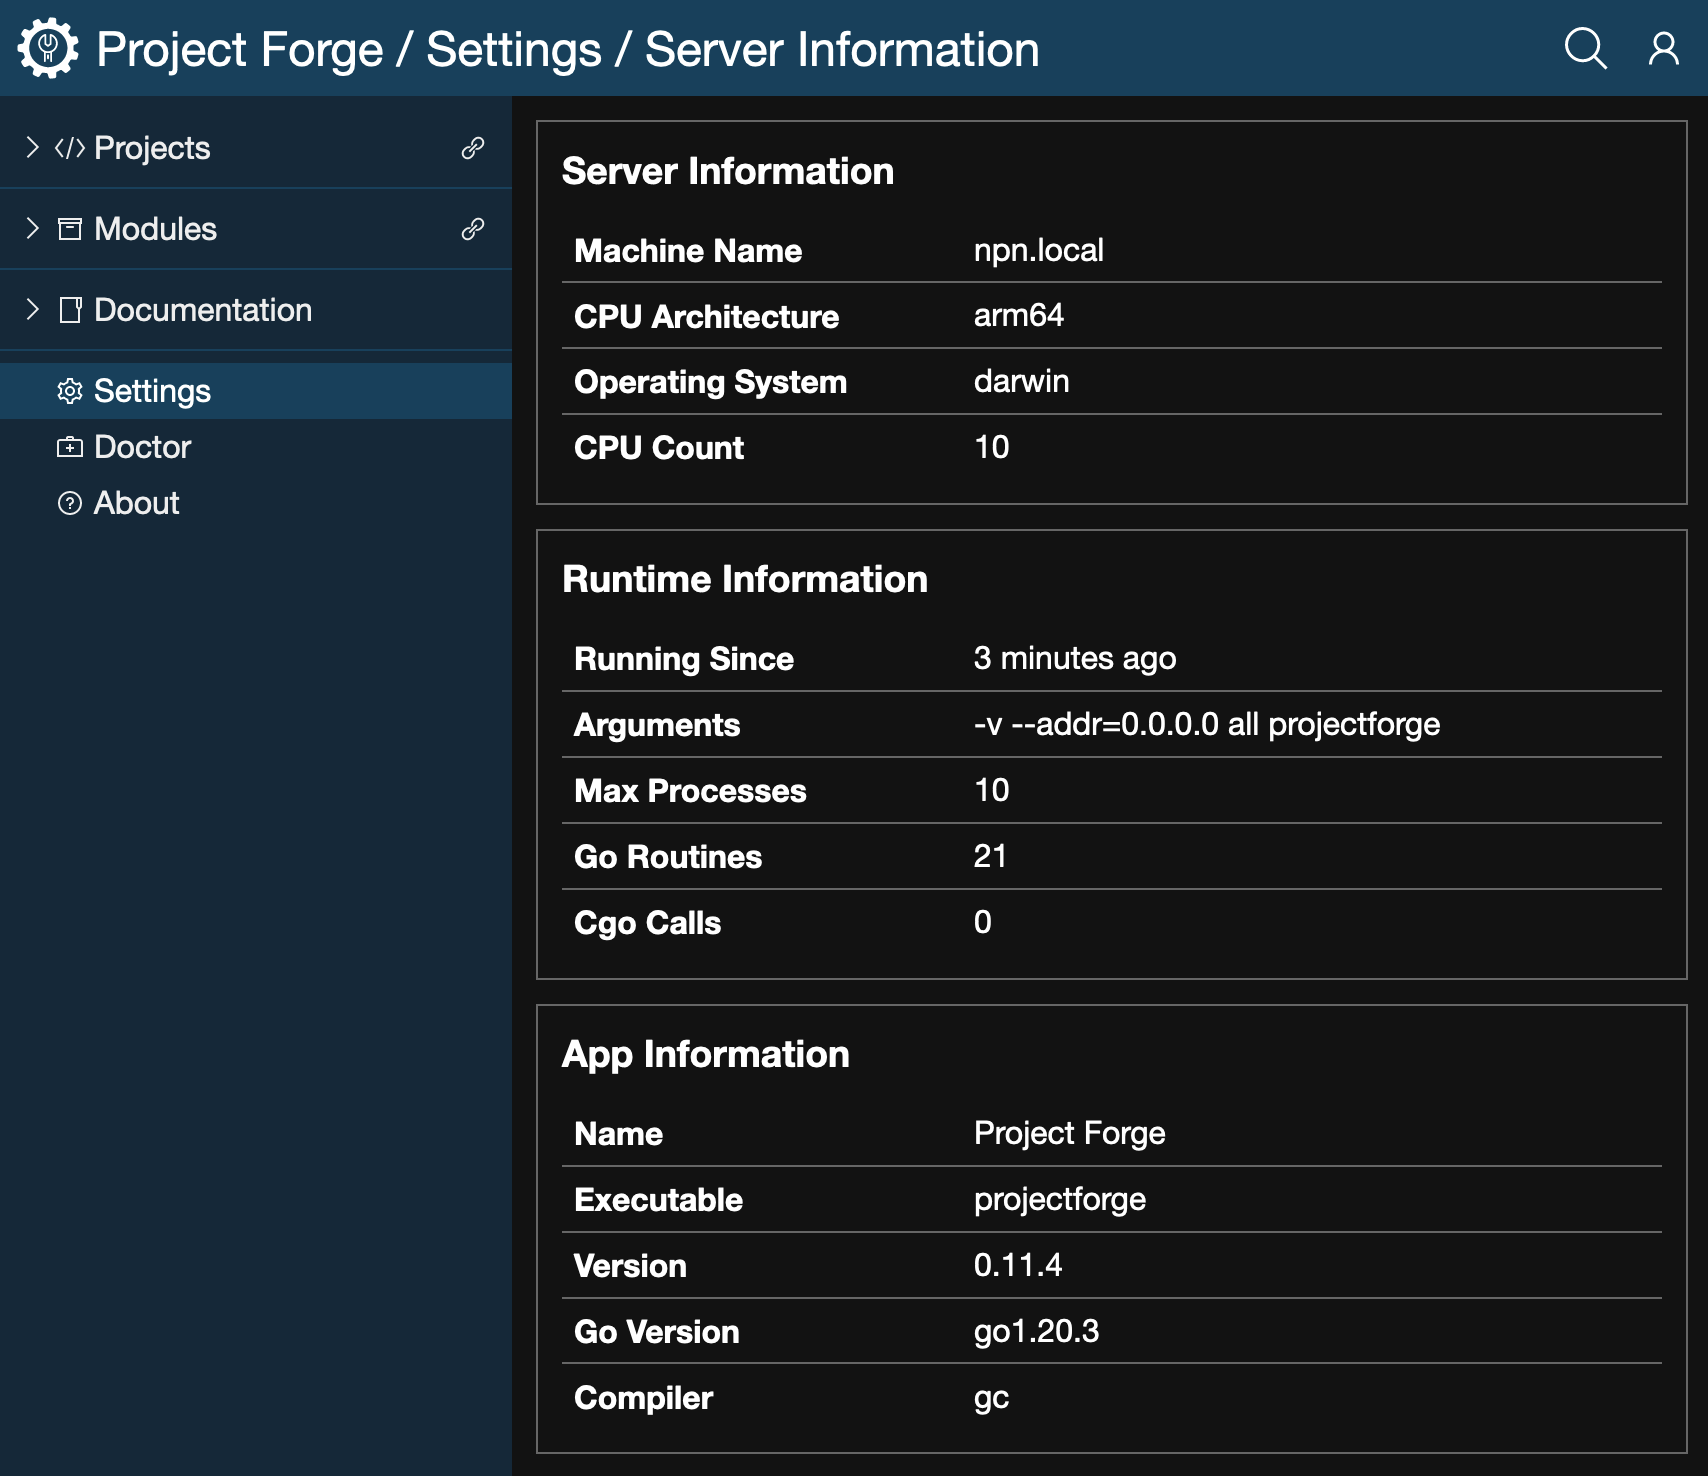 Project Forge / Settings / Server Information
Projects
Modules
Documentation
Settings
Doctor
About
Server Information
Machine Name npn.local
CPU Architecture arm64
Operating System darwin
CPU Count 10
Runtime Information
Running Since 3 minutes ago
Arguments -v --addr=0.0.0.0 all projectforge
Max Processes 10
Go Routines 21
Cgo Calls 0
App Information
Name Project Forge
Executable projectforge
Version 0.11.4
Go Version go1.20.3
Compiler gc